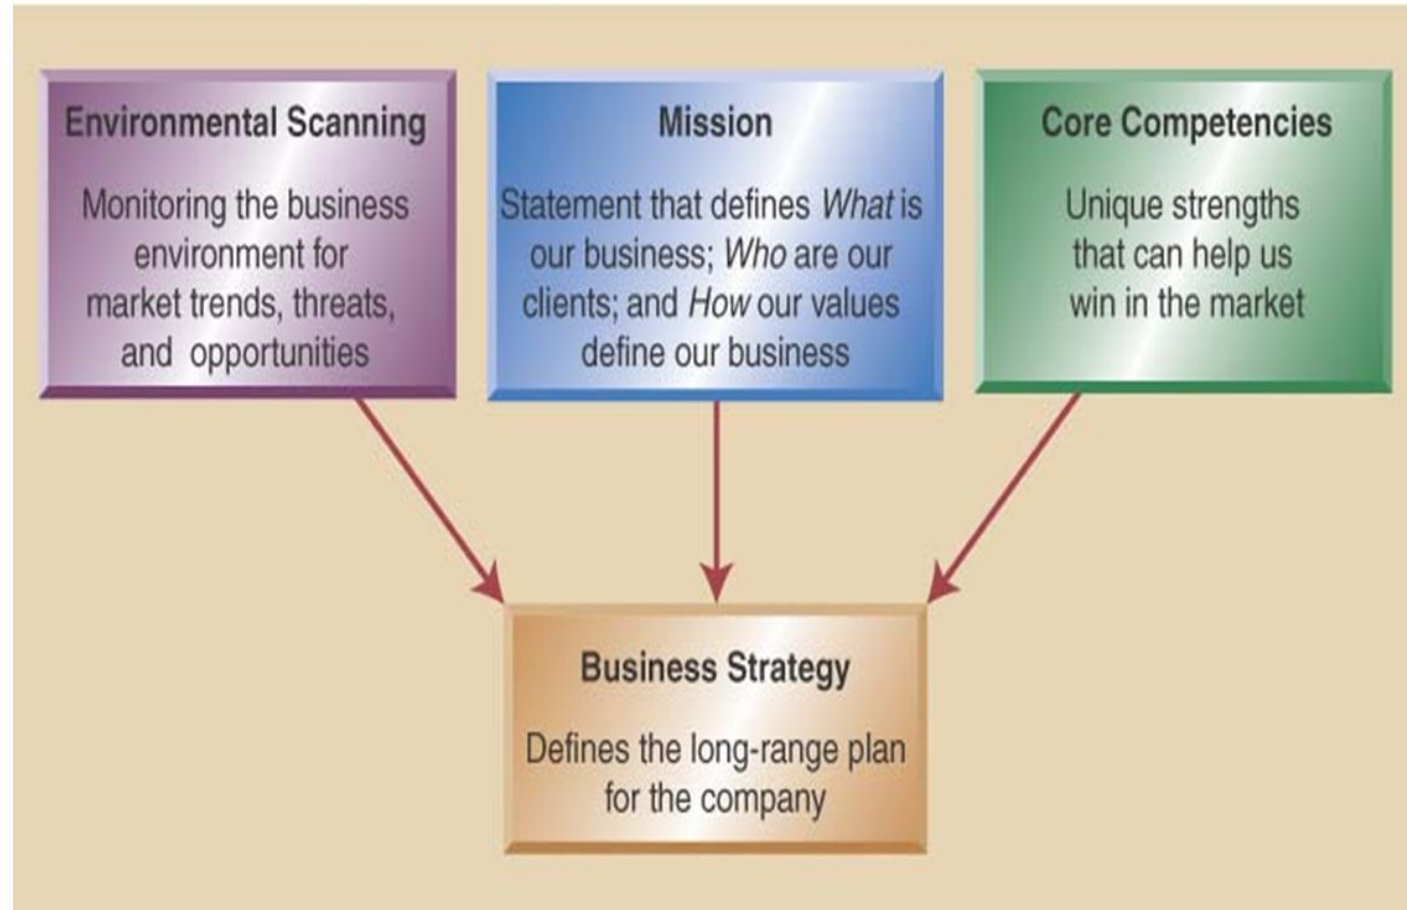 Environmental Scanning
Monitoring the business
environment for
market trends, threats,
and opportunities
Mission
Statement that defines What is
our business; Who are our
clients; and How our values
define our business
Core Competencies
Unique strengths
that can help us
win in the market
Business Strategy
Defines the long-range plan
for the company